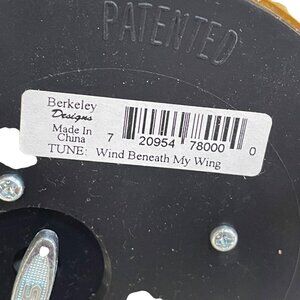 PATENTED
Berkeley
Designs
Made In
China
7 20954 78000 0
TUNE: Wind Beneath My Wing